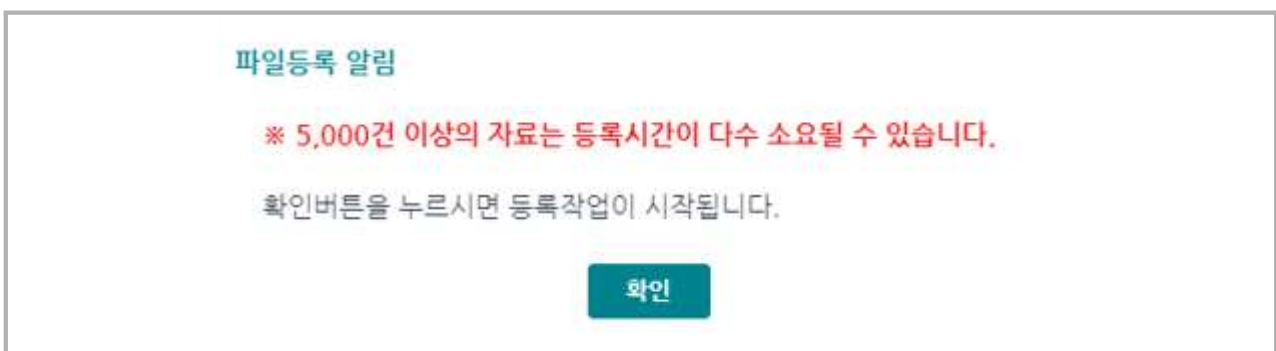 파일등록 알림
※ 5,000건 이상의 자료는 등록시간이 다수 소요될 수 있습니다.
확인버튼을 누르시면 등록작업이 시작됩니다.
확인